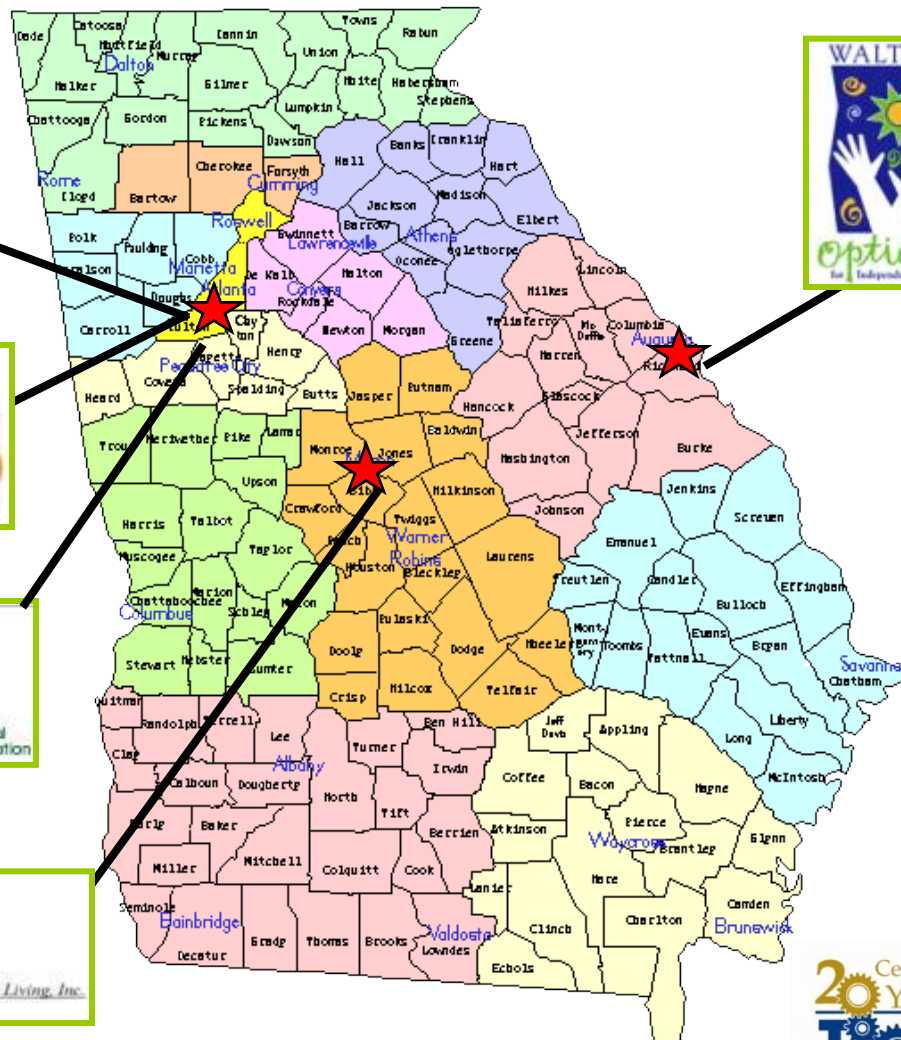 Dade
Catoosa
Whitfield
Murray
Fannin
Towns
Union
Rabun
Dalton
Walker
Gilmer
White
Habersham
Stephens
Chattooga
Gordon
Pickens
Lumpkin
Dawson
Hall
Banks
Franklin
Hart
Rome
Floyd
Bartow
Cherokee
Forsyth
Cumming
Jackson
Madison
Elbert
Polk
Paulding
Cobb
Roswell
Gwinnett
Lawrenceville
Barrow
Athens
Oconee
Oglethorpe
Marietta
Atlanta
De Kalb
Walton
Conyers
Rockdale
Carroll
Newton
Morgan
Greene
Wilkes
Lincoln
Taliaferro
Mc
Duffie
Columbia
Augusta
Warren
Clay
ton
Henry
Peachtree City
Coweta
Heard
Spalding
Butts
Jasper
Putnam
Hancock
Glascock
Jefferson
Burke
Troup
Meriwether
Pike
Lamar
Monroe
Jones
Baldwin
Washington
Upson
Wilkinson
Jenkins
Screven
Harris
Talbot
Crawford
Twiggs
Johnson
Emanuel
Muscogee
Taylor
Warner
Robins
Houston
Bleckley
Laurens
Treutlen
Candler
Bulloch
Effingham
Chattahoochee
Marion
Schley
Macon
Columbus
Pulaski
Dooly
Dodge
Wheeler
Toombs
Tattnall
Evans
Bryan
Stewart
Webster
Sumter
Crisp
Wilcox
Telfair
Chatham
Quitman
Randolph
Terrell
Lee
Albany
Turner
Ben Hill
Jeff
Davis
Appling
Long
Liberty
McIntosh
Clay
Calhoun
Dougherty
Worth
Irwin
Coffee
Bacon
Wayne
Early
Baker
Tift
Berrien
Atkinson
Pierce
Waycross
Brantley
Glynn
Miller
Mitchell
Colquitt
Cook
Lanier
Ware
Seminole
Bainbridge
Decatur
Grady
Thomas
Brooks
Valdosta
Lowndes
Clinch
Echols
Charlton
Camden
Brunswick
for Independent
Living, Inc.
20